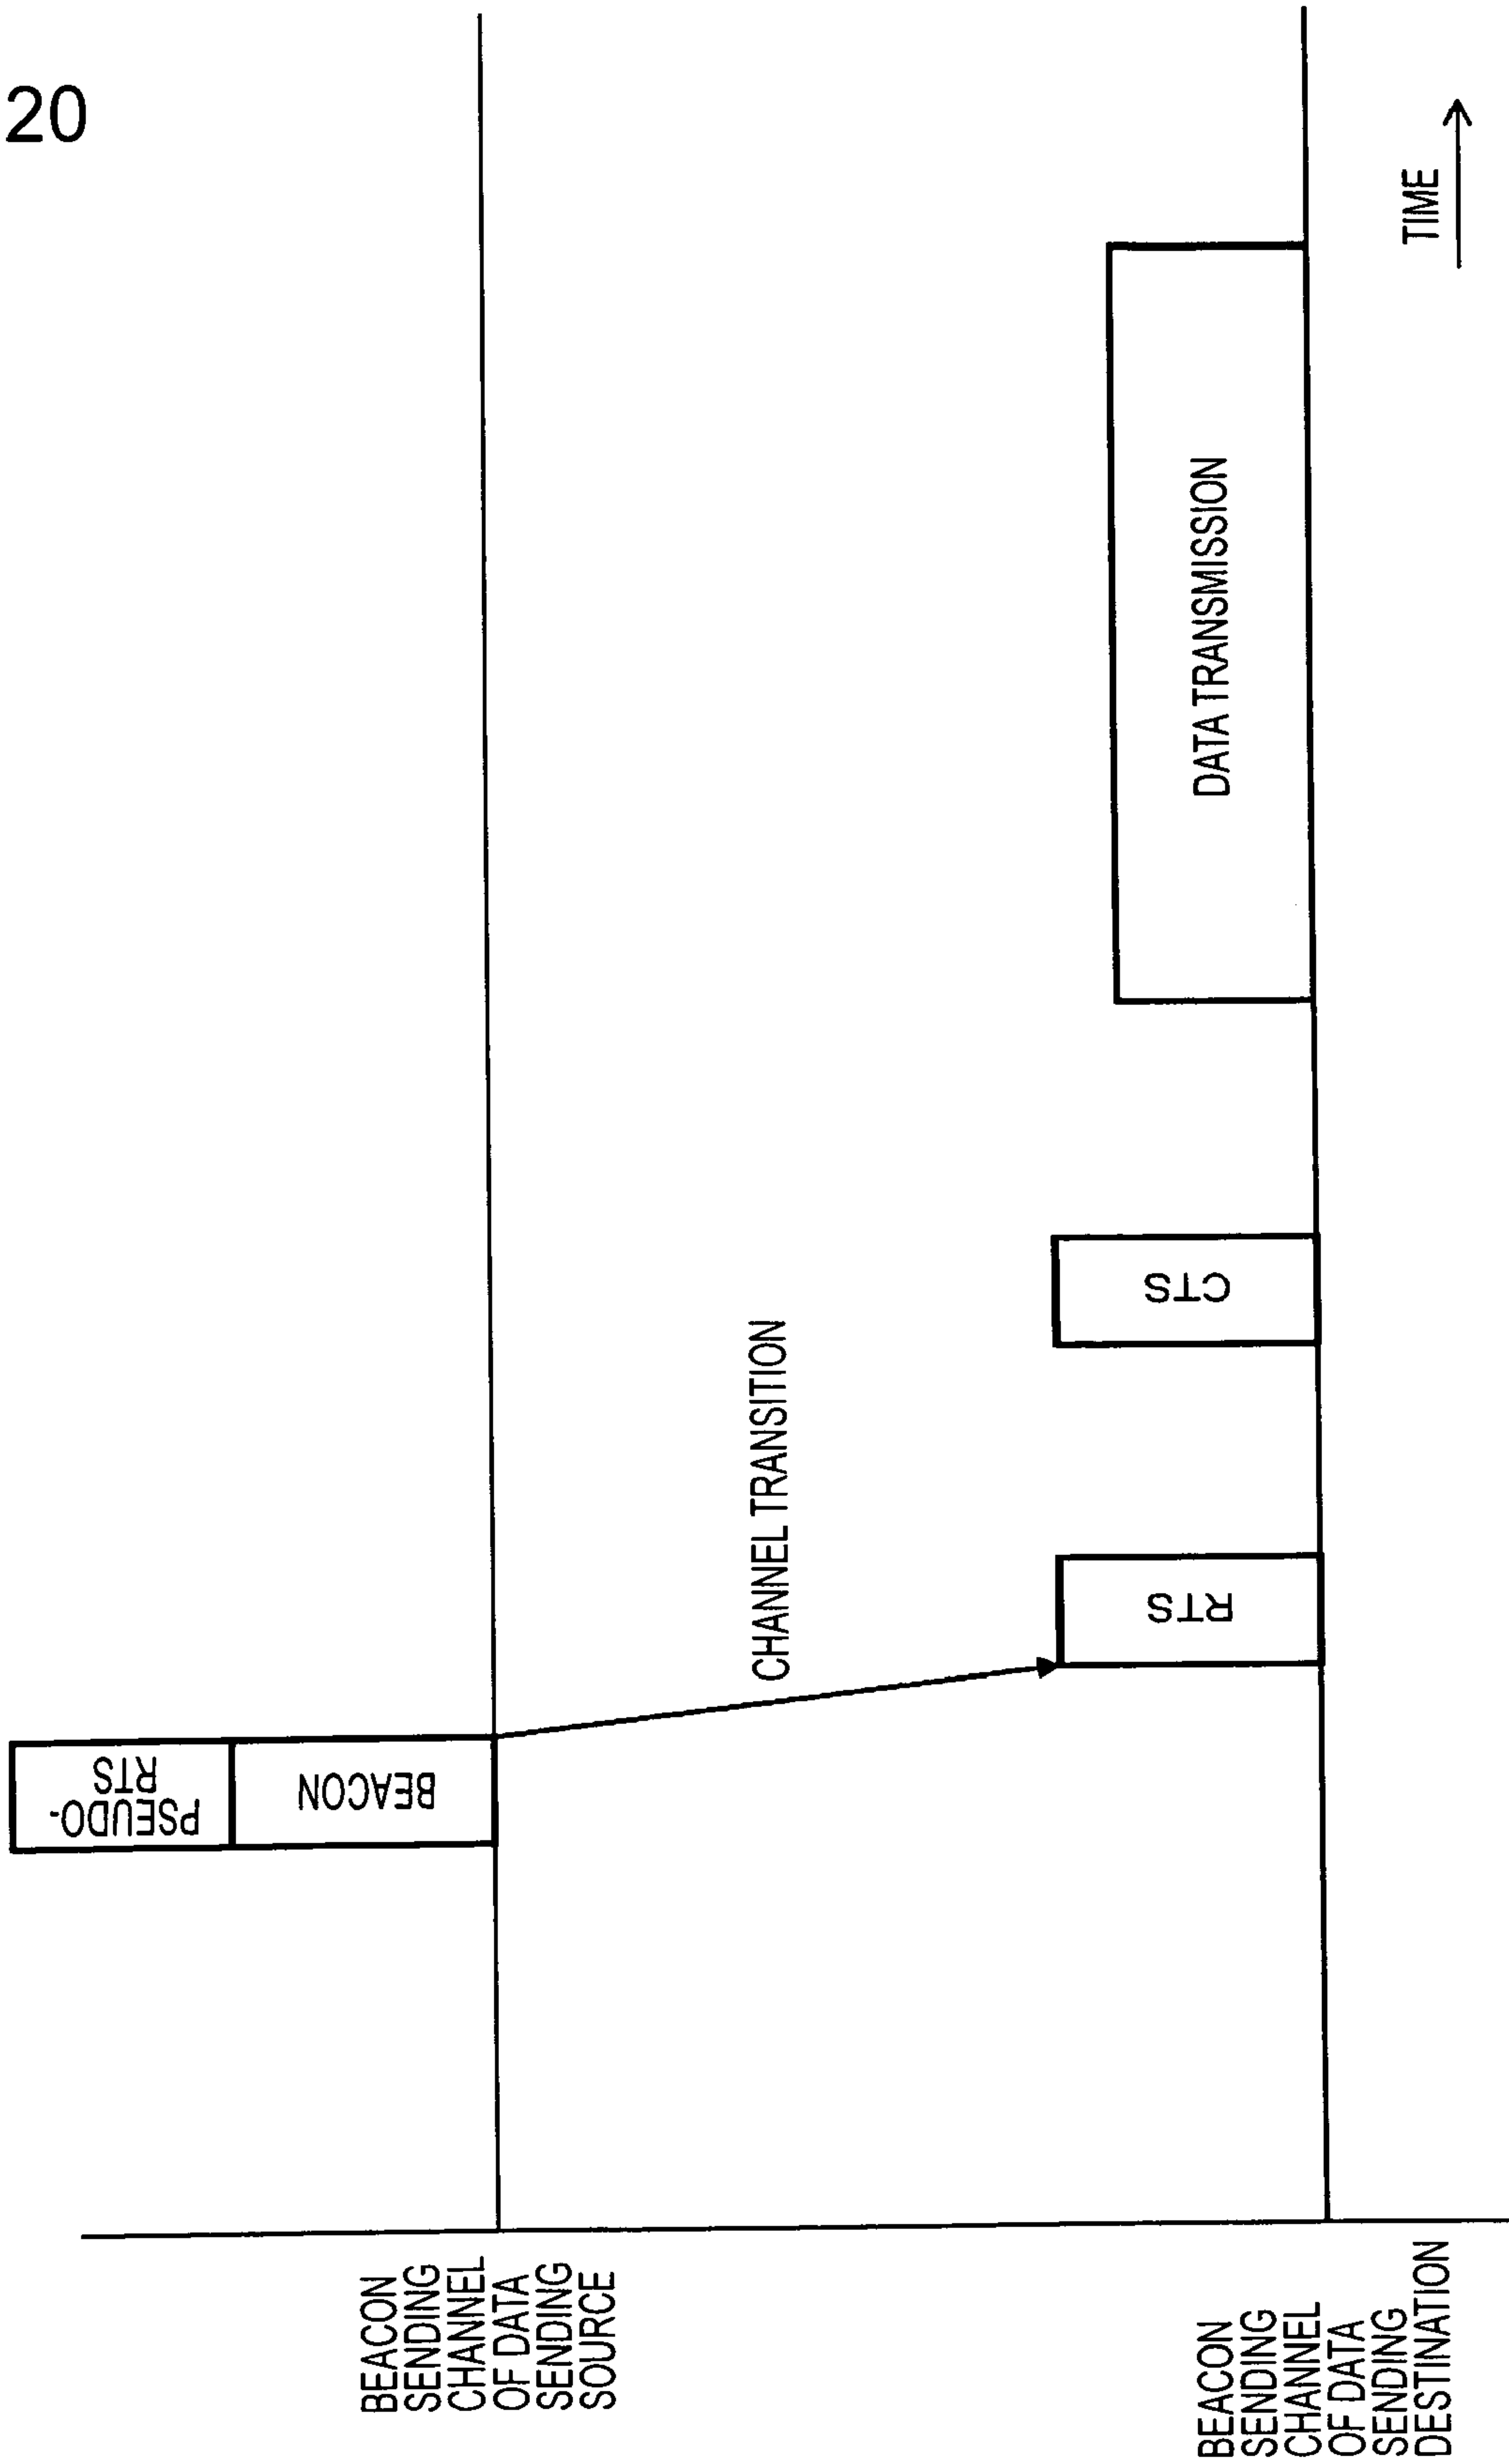 20
BEACON
SENDING
CHANNEL
OF DATA
SENDING
SOURCE
PSEUDO-
RTS
BEACON
CHANNEL TRANSITION
RTS
CTS
DATA TRANSMISSION
BEACON
SENDING
CHANNEL
OF DATA
SENDING
DESTINATION
TIME